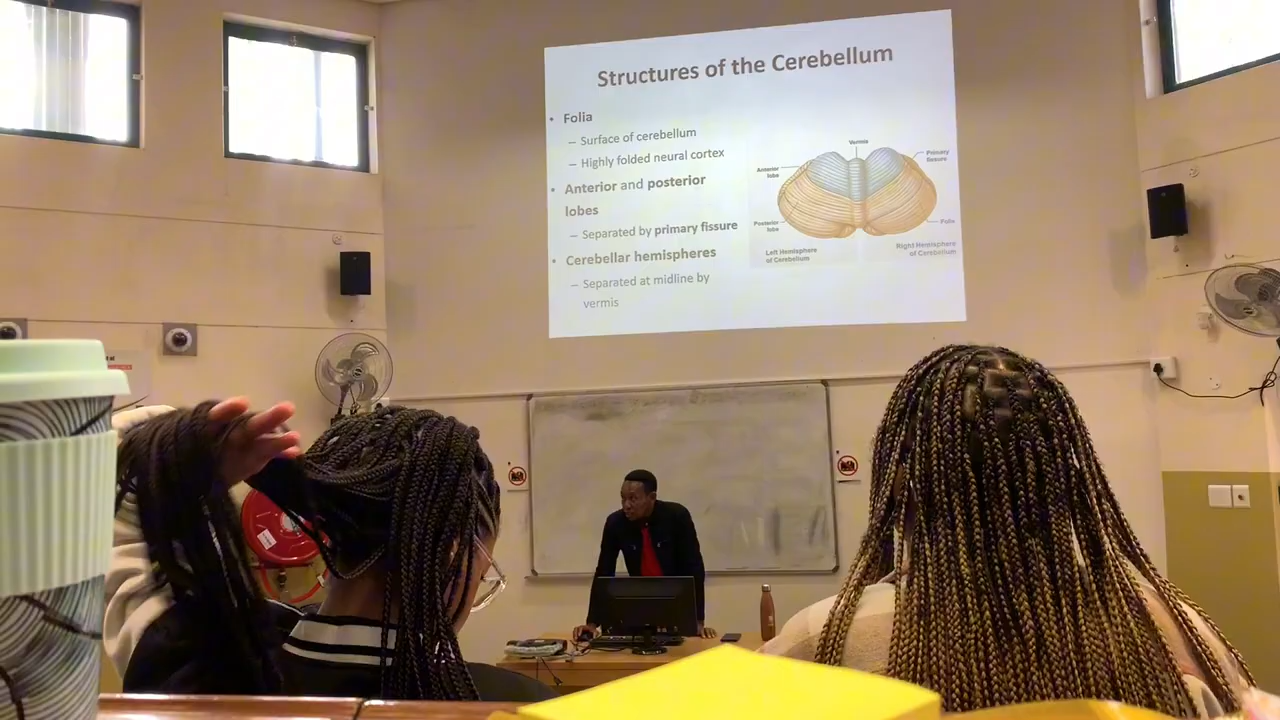 Structures of the Cerebellum
• Folia
– Surface of cerebellum
– Highly folded neural cortex
• Anterior and posterior
lobes
– Separated by primary fissure
• Cerebellar hemispheres
– Separated at midline by
vermis
Vermis
Anterior
lobe
Primary
fissure
Posterior
lobe
Folia
Left Hemisphere
of Cerebellum
Right Hemisphere
of Cerebellum